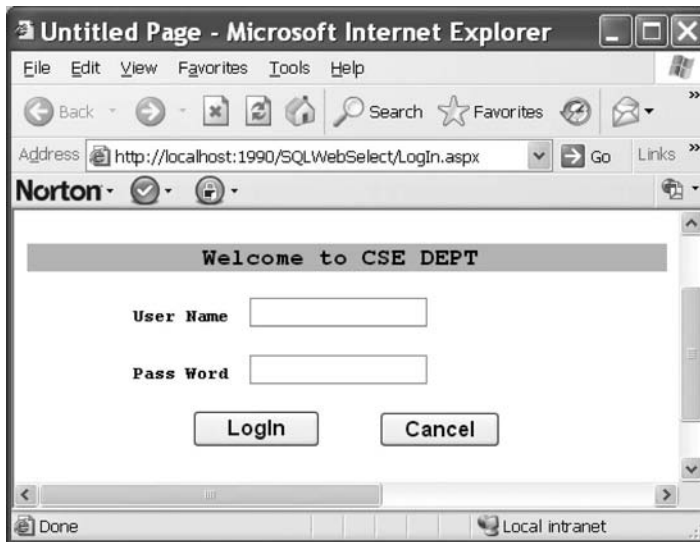 Untitled Page - Microsoft Internet Explorer
File Edit View Favorites Tools Help
Back Search Favorites »
Address http://localhost:1990/SQLWebSelect/LogIn.aspx Go Links »
Norton
Welcome to CSE DEPT
User Name
Pass Word
LogIn Cancel
Done Local intranet